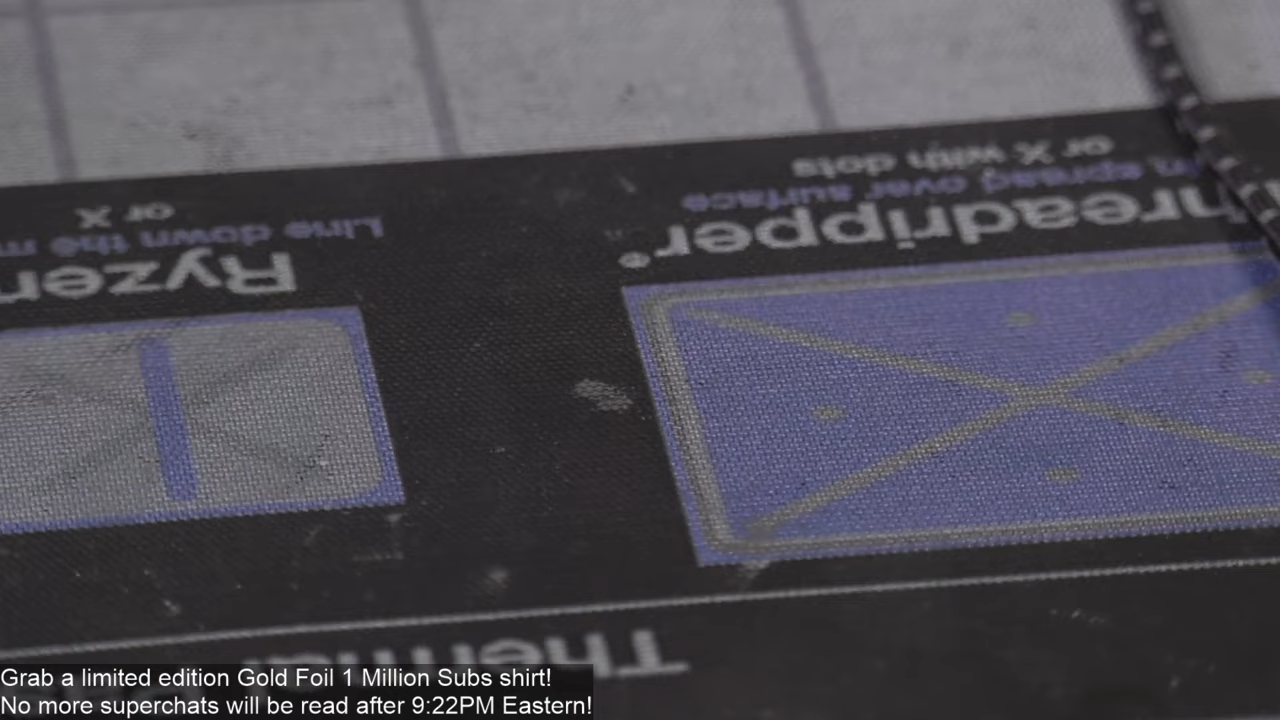 or X with dots
spread over surface
hreadripper®
or X
Line down the m
Ryzen
Thermal
Grab a limited edition Gold Foil 1 Million Subs shirt!
No more superchats will be read after 9:22PM Eastern!